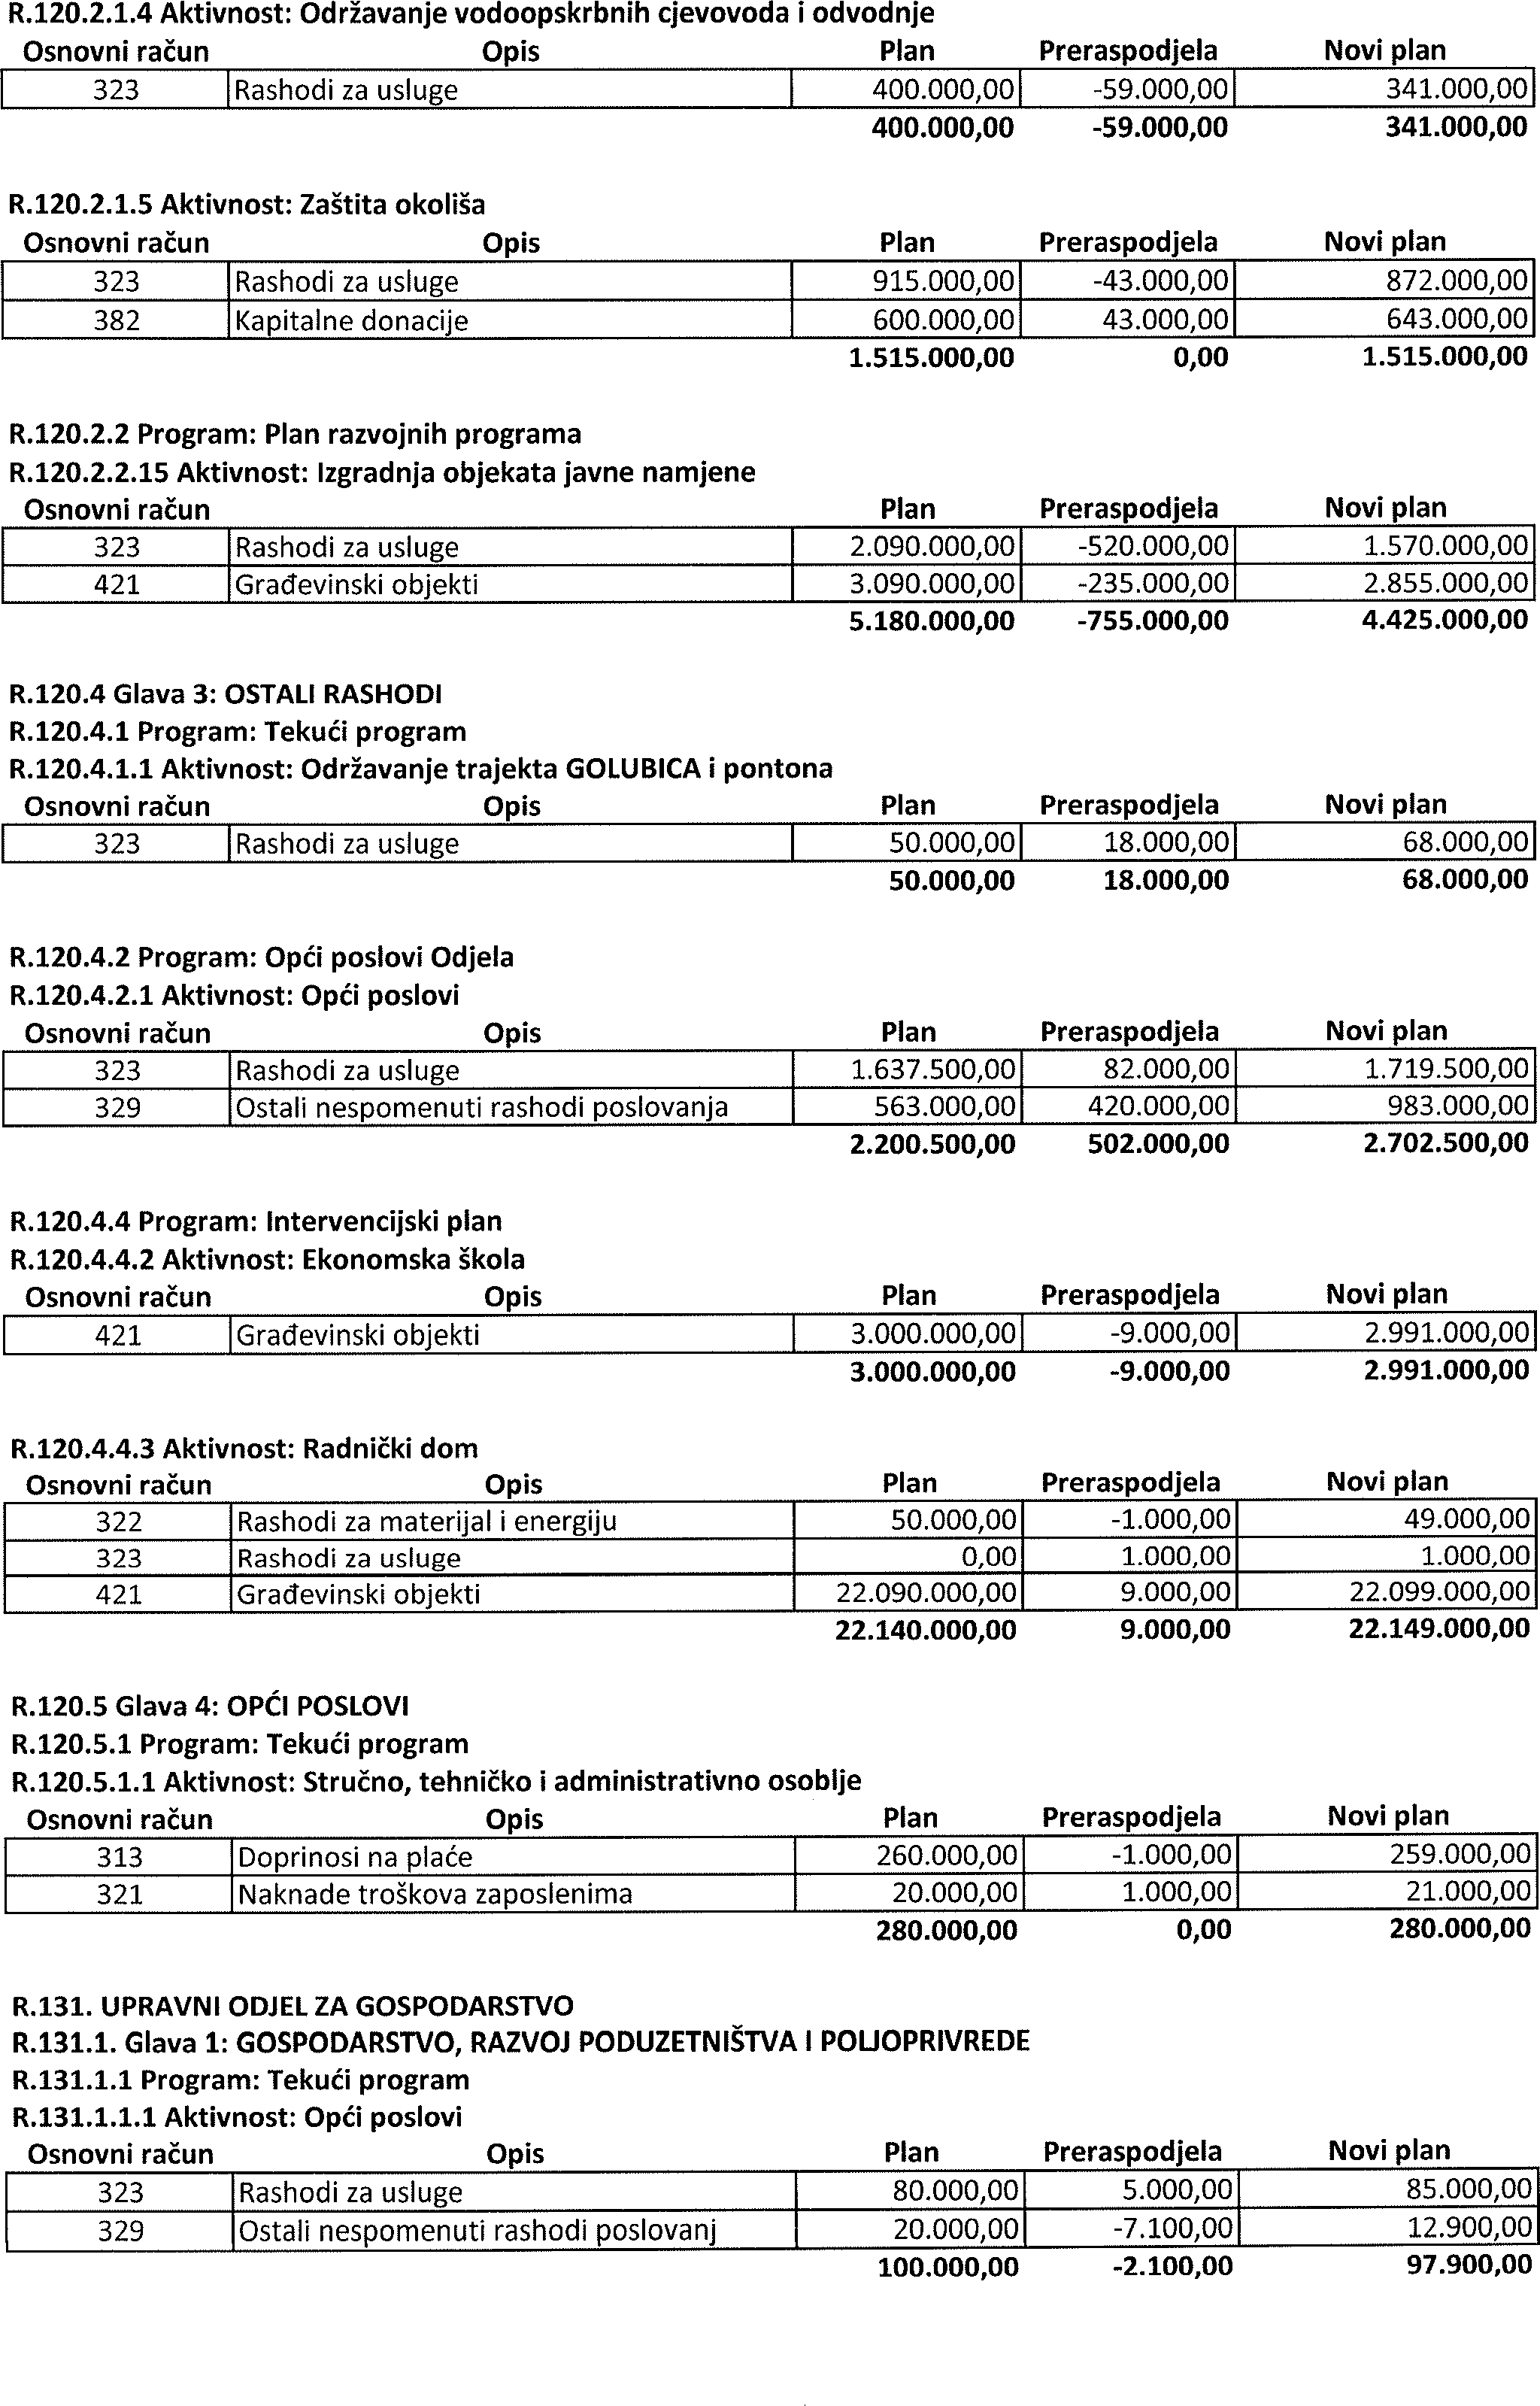 R.120.2.1.4 Aktivnost: Održavanje vodoopskrbnih cjevovoda i odvodnje
Osnovni račun Opis Plan Preraspodjela Novi plan
323 Rashodi za usluge 400.000,00 -59.000,00 341.000,00
400.000,00 -59.000,00 341.000,00
R.120.2.1.5 Aktivnost: Zaštita okoliša
Osnovni račun Opis Plan Preraspodjela Novi plan
323 Rashodi za usluge 915.000,00 -43.000,00 872.000,00
382 Kapitalne donacije 600.000,00 43.000,00 643.000,00
1.515.000,00 0,00 1.515.000,00
R.120.2.2 Program: Plan razvojnih programa
R.120.2.2.15 Aktivnost: Izgradnja objekata javne namjene
Osnovni račun Plan Preraspodjela Novi plan
323 Rashodi za usluge 2.090.000,00 -520.000,00 1.570.000,00
421 Građevinski objekti 3.090.000,00 -235.000,00 2.855.000,00
5.180.000,00 -755.000,00 4.425.000,00
R.120.4 Glava 3: OSTALI RASHODI
R.120.4.1 Program: Tekući program
R.120.4.1.1 Aktivnost: Održavanje trajekta GOLUBICA i pontona
Osnovni račun Opis Plan Preraspodjela Novi plan
323 Rashodi za usluge 50.000,00 18.000,00 68.000,00
50.000,00 18.000,00 68.000,00
R.120.4.2 Program: Opći poslovi Odjela
R.120.4.2.1 Aktivnost: Opći poslovi
Osnovni račun Opis Plan Preraspodjela Novi plan
323 Rashodi za usluge 1.637.500,00 82.000,00 1.719.500,00
329 Ostali nespomenuti rashodi poslovanja 563.000,00 420.000,00 983.000,00
2.200.500,00 502.000,00 2.702.500,00
R.120.4.4 Program: Intervencijski plan
R.120.4.4.2 Aktivnost: Ekonomska škola
Osnovni račun Opis Plan Preraspodjela Novi plan
421 Građevinski objekti 3.000.000,00 -9.000,00 2.991.000,00
3.000.000,00 -9.000,00 2.991.000,00
R.120.4.4.3 Aktivnost: Radnički dom
Osnovni račun Opis Plan Preraspodjela Novi plan
322 Rashodi za materijal i energiju 50.000,00 -1.000,00 49.000,00
323 Rashodi za usluge 0,00 1.000,00 1.000,00
421 Građevinski objekti 22.090.000,00 9.000,00 22.099.000,00
22.140.000,00 9.000,00 22.149.000,00
R.120.5 Glava 4: OPĆI POSLOVI
R.120.5.1 Program: Tekući program
R.120.5.1.1 Aktivnost: Stručno, tehničko i administrativno osoblje
Osnovni račun Opis Plan Preraspodjela Novi plan
313 Doprinosi na plaće 260.000,00 -1.000,00 259.000,00
321 Naknade troškova zaposlenima 20.000,00 1.000,00 21.000,00
280.000,00 0,00 280.000,00
R.131. UPRAVNI ODJEL ZA GOSPODARSTVO
R.131.1. Glava 1: GOSPODARSTVO, RAZVOJ PODUZETNIŠTVA I POLJOPRIVREDE
R.131.1.1 Program: Tekući program
R.131.1.1.1 Aktivnost: Opći poslovi
Osnovni račun Opis Plan Preraspodjela Novi plan
323 Rashodi za usluge 80.000,00 5.000,00 85.000,00
329 Ostali nespomenuti rashodi poslovanj 20.000,00 -7.100,00 12.900,00
100.000,00 -2.100,00 97.900,00